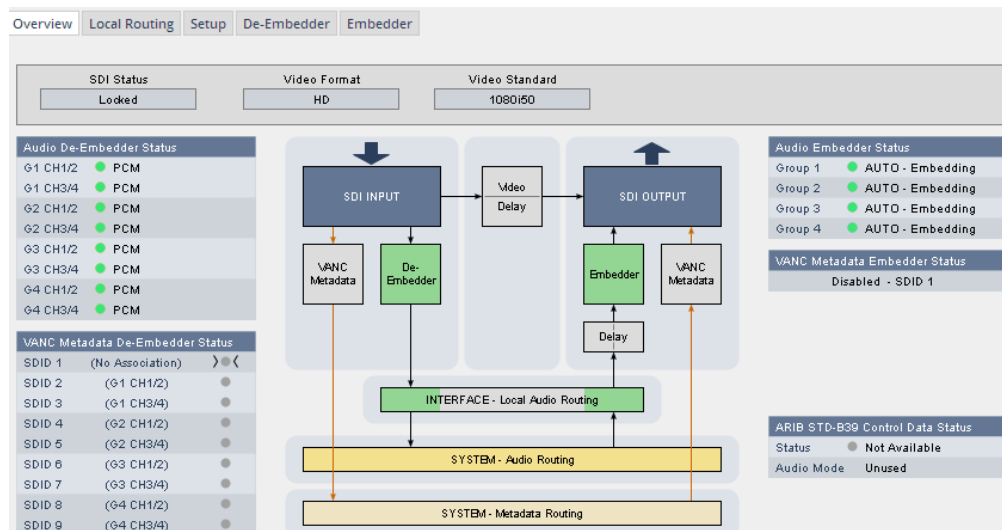 Overview Local Routing Setup De-Embedder Embedder
SDI Status Video Format Video Standard
Locked HD 1080i50
Audio De-Embedder Status
G1 CH1/2 PCM
G1 CH3/4 PCM
G2 CH1/2 PCM
G2 CH3/4 PCM
G3 CH1/2 PCM
G3 CH3/4 PCM
G4 CH1/2 PCM
G4 CH3/4 PCM
VANC Metadata De-Embedder Status
SDID 1 (No Association)
SDID 2 (G1 CH1/2)
SDID 3 (G1 CH3/4)
SDID 4 (G2 CH1/2)
SDID 5 (G2 CH3/4)
SDID 6 (G3 CH1/2)
SDID 7 (G3 CH3/4)
SDID 8 (G4 CH1/2)
SDID 9 (G4 CH3/4)
SDI INPUT
Video
Delay
SDI OUTPUT
VANC
Metadata
De-
Embedder
Embedder
VANC
Metadata
Delay
INTERFACE - Local Audio Routing
SYSTEM - Audio Routing
SYSTEM - Metadata Routing
Audio Embedder Status
Group 1 AUTO - Embedding
Group 2 AUTO - Embedding
Group 3 AUTO - Embedding
Group 4 AUTO - Embedding
VANC Metadata Embedder Status
Disabled - SDID 1
ARIB STD-B39 Control Data Status
Status Not Available
Audio Mode Unused